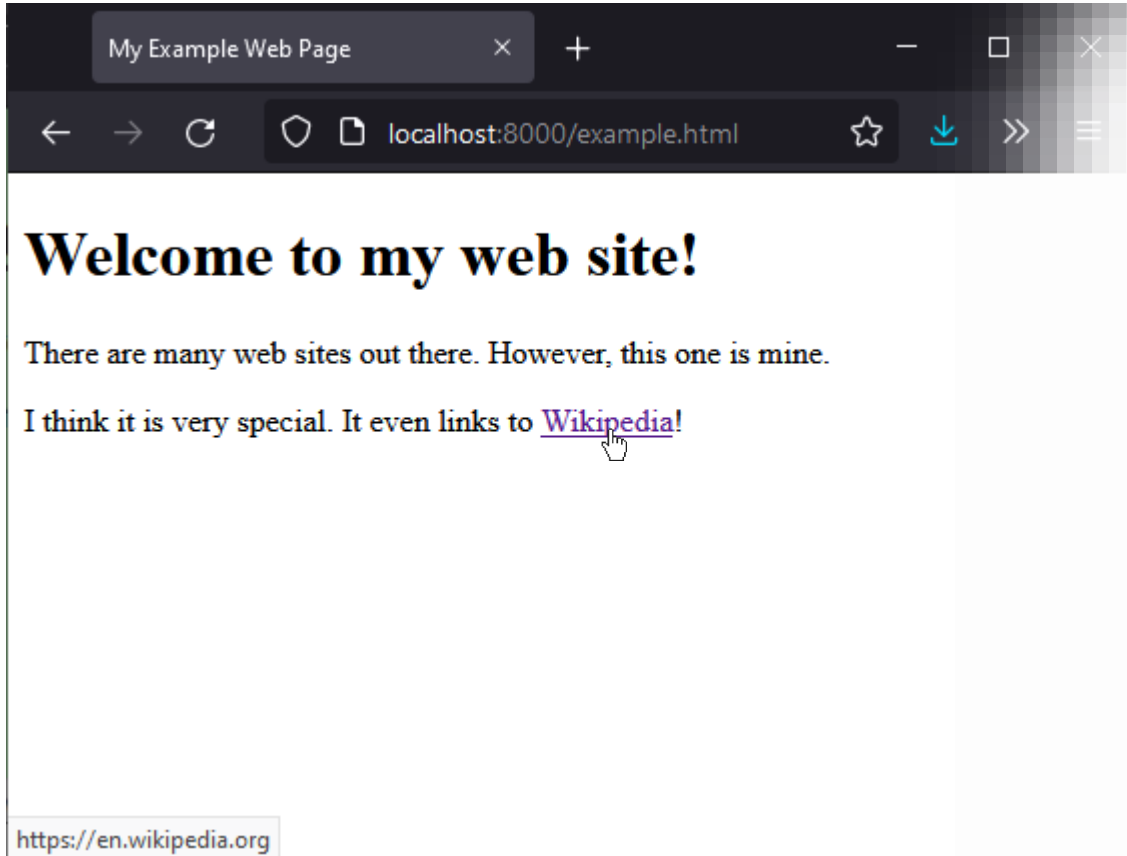 My Example Web Page
localhost:8000/example.html
Welcome to my web site!
There are many web sites out there. However, this one is mine.
I think it is very special. It even links to Wikipedia!
https://en.wikipedia.org